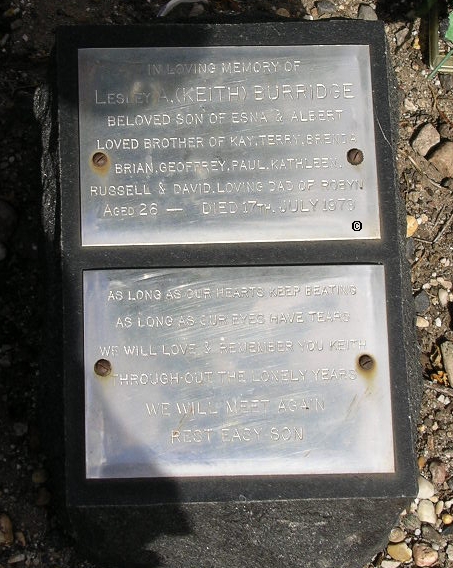 IN LOVING MEMORY OF
LESLEY A. (KEITH) BURRIDGE
BELOVED SON OF ESNA & ALBERT
LOVED BROTHER OF KAY, TERRY, BRENDA
BRIAN, GEOFFREY, PAUL, KATHLEEN,
RUSSELL & DAVID, LOVING DAD OF ROBYN
AGED 26 — DIED 17TH, JULY 1979
©
AS LONG AS OUR HEARTS KEEP BEATING
AS LONG AS OUR EYES HAVE TEARS
WE WILL LOVE & REMEMBER YOU KEITH
THROUGH-OUT THE LONELY YEARS
WE WILL MEET AGAIN
REST EASY SON